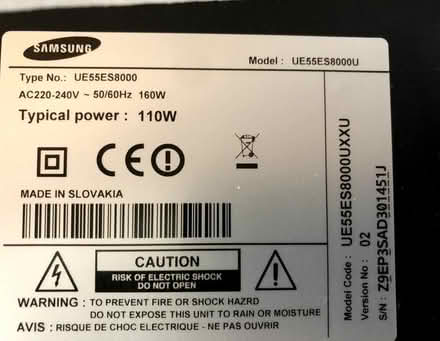 SAMSUNG
Model : UE55ES8000U
Type No.: UE55ES8000
AC220-240V ~ 50/60Hz 160W
Typical power : 110W
CE
MADE IN SLOVAKIA
CAUTION
RISK OF ELECTRIC SHOCK
DO NOT OPEN
WARNING : TO PREVENT FIRE OR SHOCK HAZRD
DO NOT EXPOSE THIS UNIT TO RAIN OR MOISTURE
AVIS : RISQUE DE CHOC ELECTRIQUE - NE PAS OUVRIR
Model Code : UE55ES8000UXXU
Version No : 02
S/N : Z9EP3SAD301451J